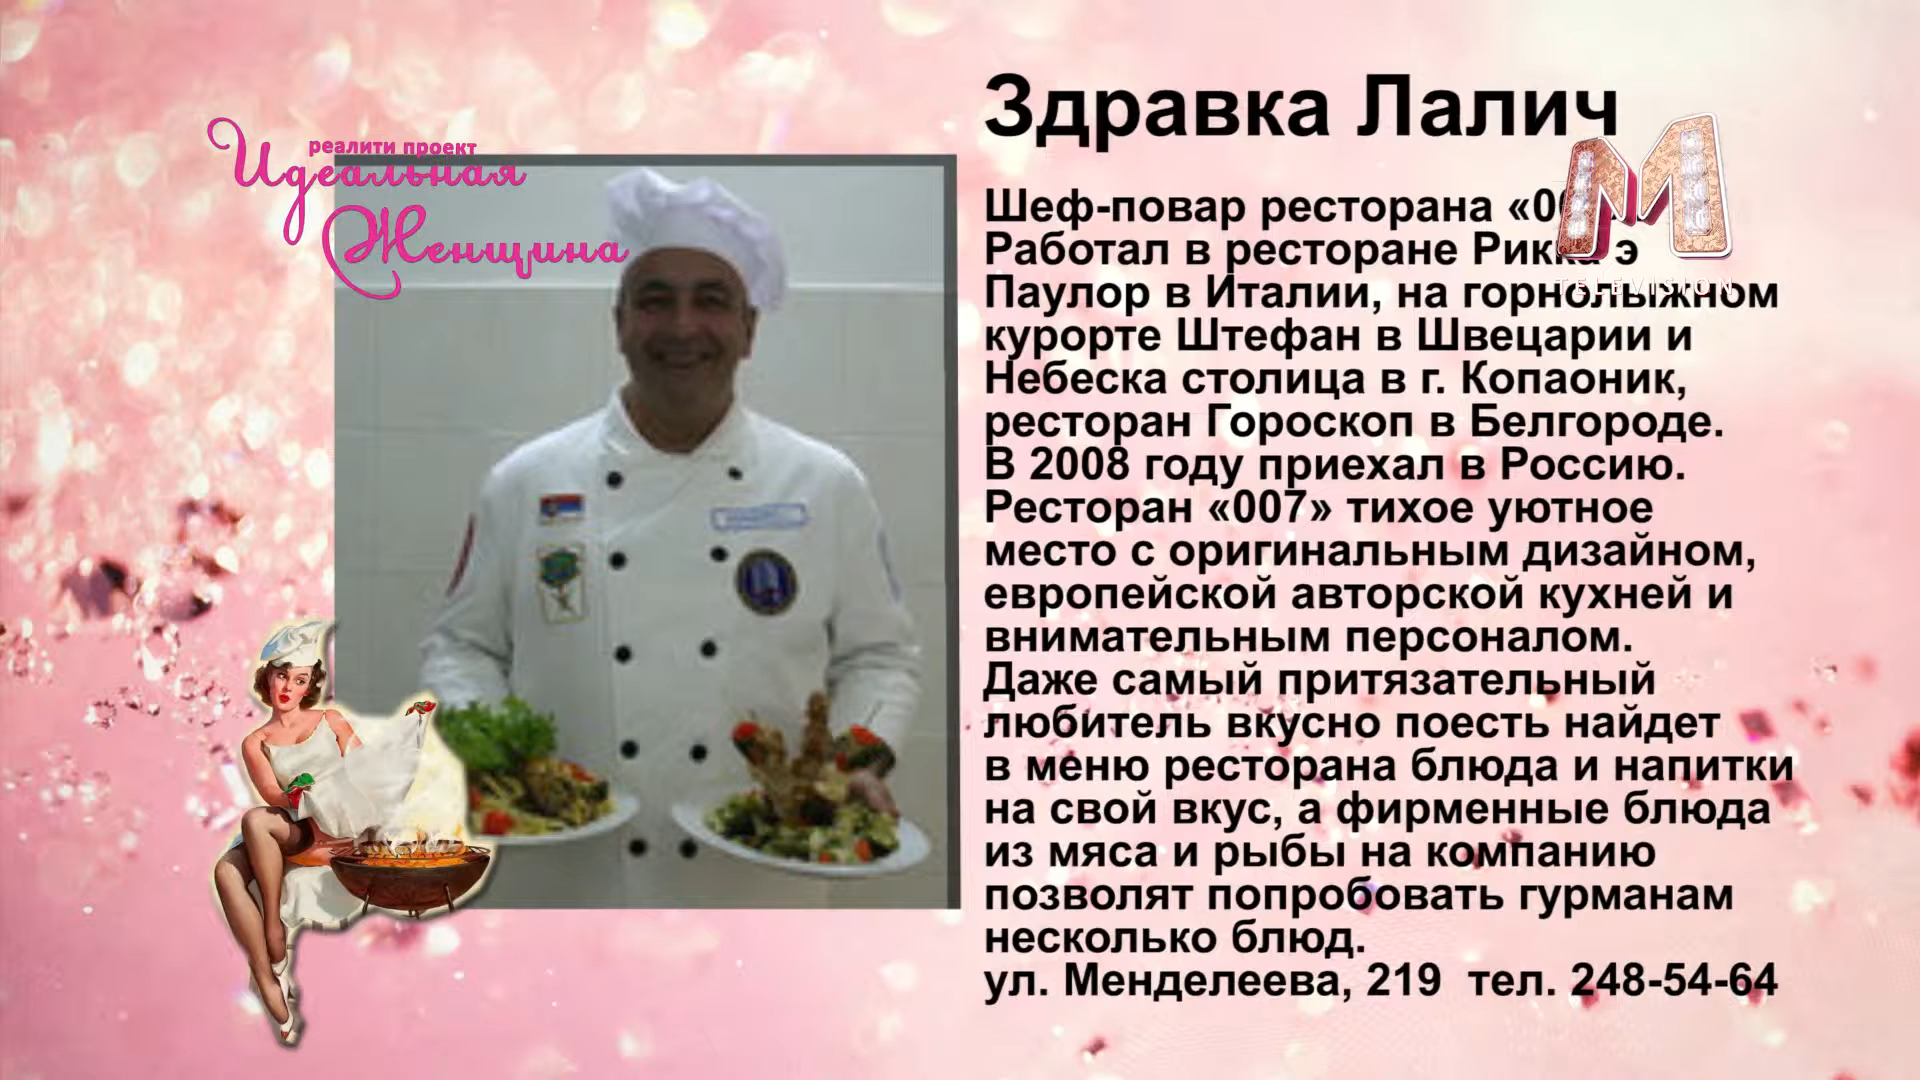 реалити проект
Идеальная
Женщина
Здравка Лалич
M
TELEVISION
Шеф-повар ресторана
Работал в ресторане Рикка э
Паулор в Италии, на горнолыжном
курорте Штефан в Швецарии и
Небеска столица в г. Копаоник,
ресторан Гороскоп в Белгороде.
В 2008 году приехал в Россию.
Ресторан «007» тихое уютное
место с оригинальным дизайном,
европейской авторской кухней и
внимательным персоналом.
Даже самый притязательный
любитель вкусно поесть найдет
в меню ресторана блюда и напитки
на свой вкус, а фирменные блюда
из мяса и рыбы на компанию
позволят попробовать гурманам
несколько блюд.
ул. Менделеева, 219 тел. 248-54-64